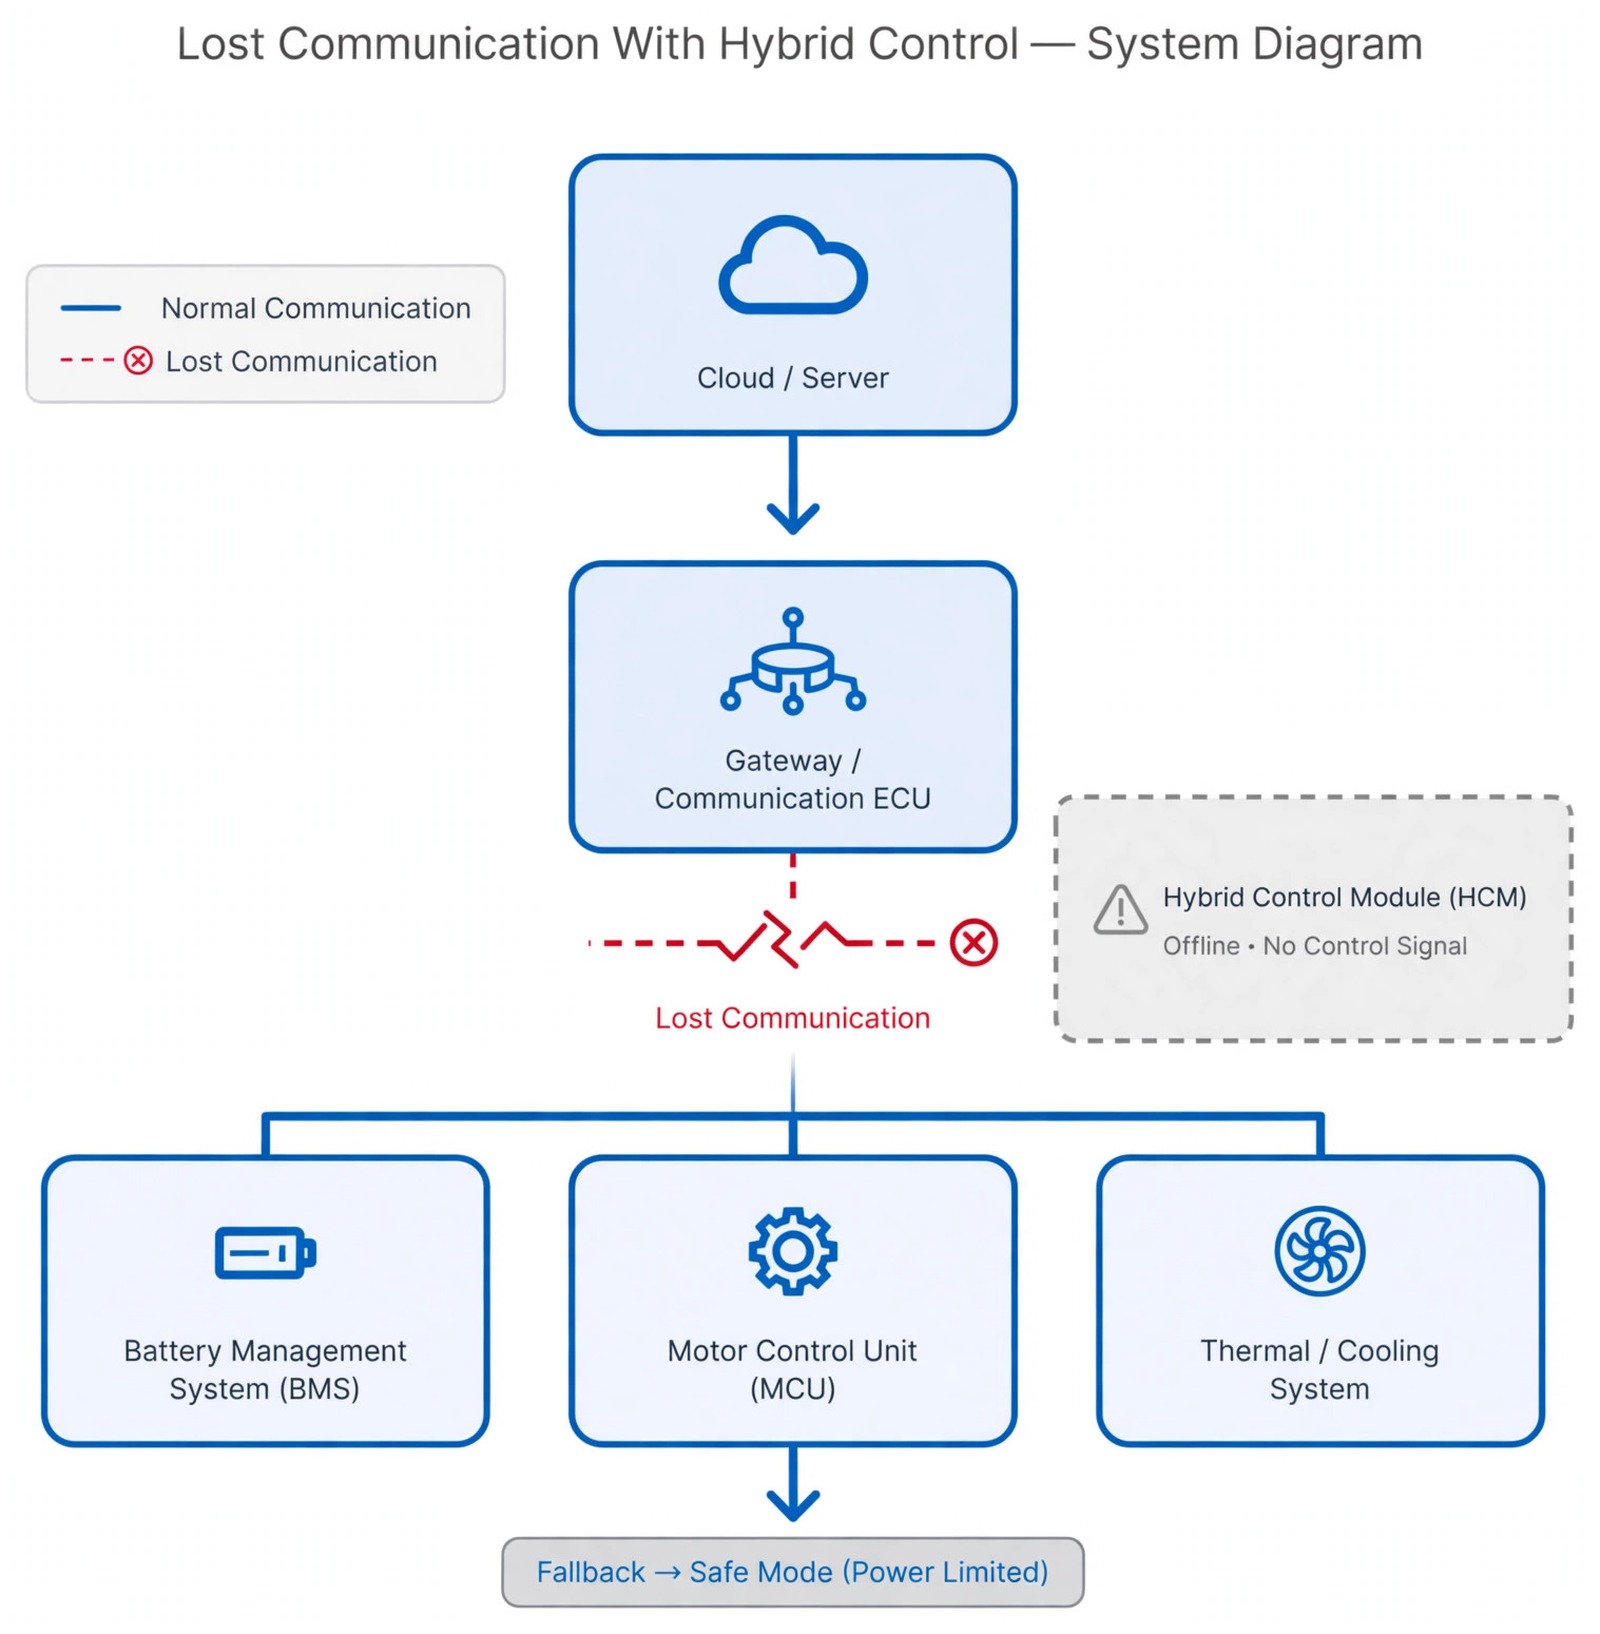 Lost Communication With Hybrid Control — System Diagram
Cloud / Server
Normal Communication
Lost Communication
Gateway /
Communication ECU
Hybrid Control Module (HCM)
Offline • No Control Signal
Lost Communication
Battery Management
System (BMS)
Motor Control Unit
(MCU)
Thermal / Cooling
System
Fallback → Safe Mode (Power Limited)